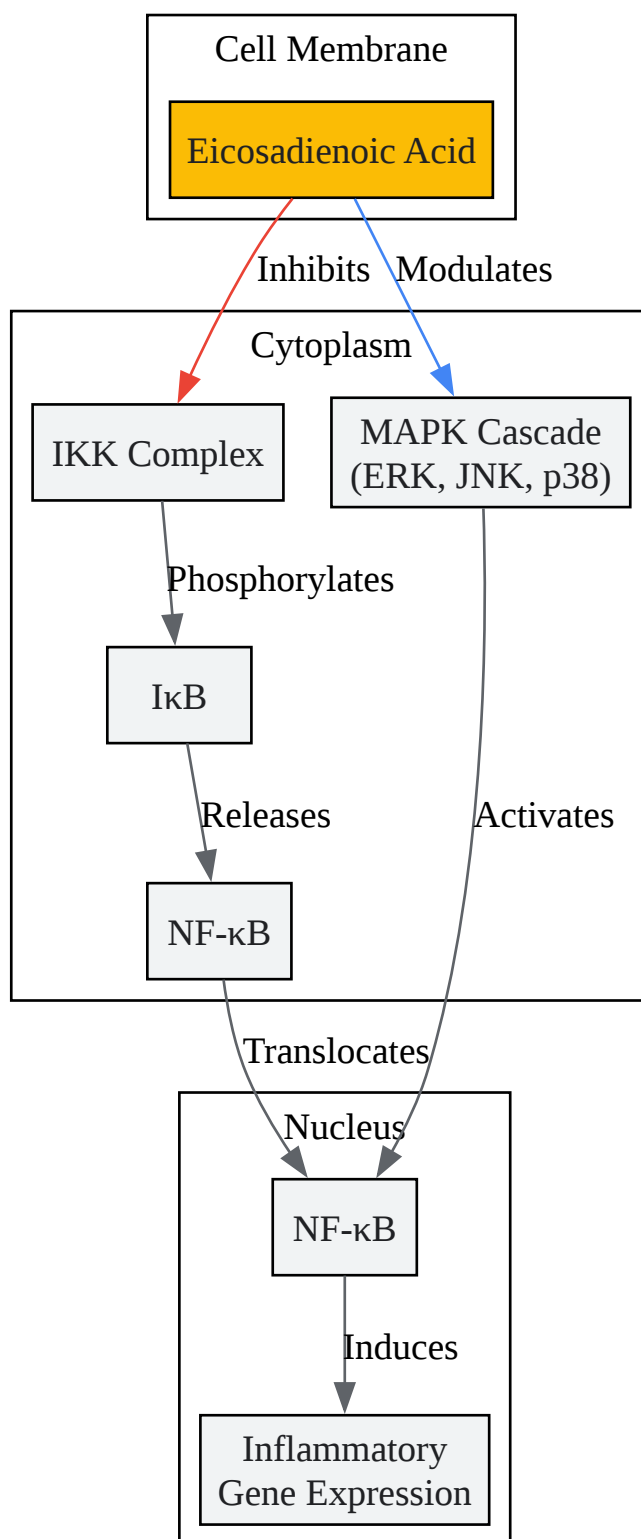 Cell Membrane
Eicosadienoic Acid
Inhibits
Modulates
Cytoplasm
IKK Complex
MAPK Cascade
(ERK, JNK, p38)
Phosphorylates
IκB
Releases
Activates
NF-κB
Translocates
Nucleus
NF-κB
Induces
Inflammatory
Gene Expression